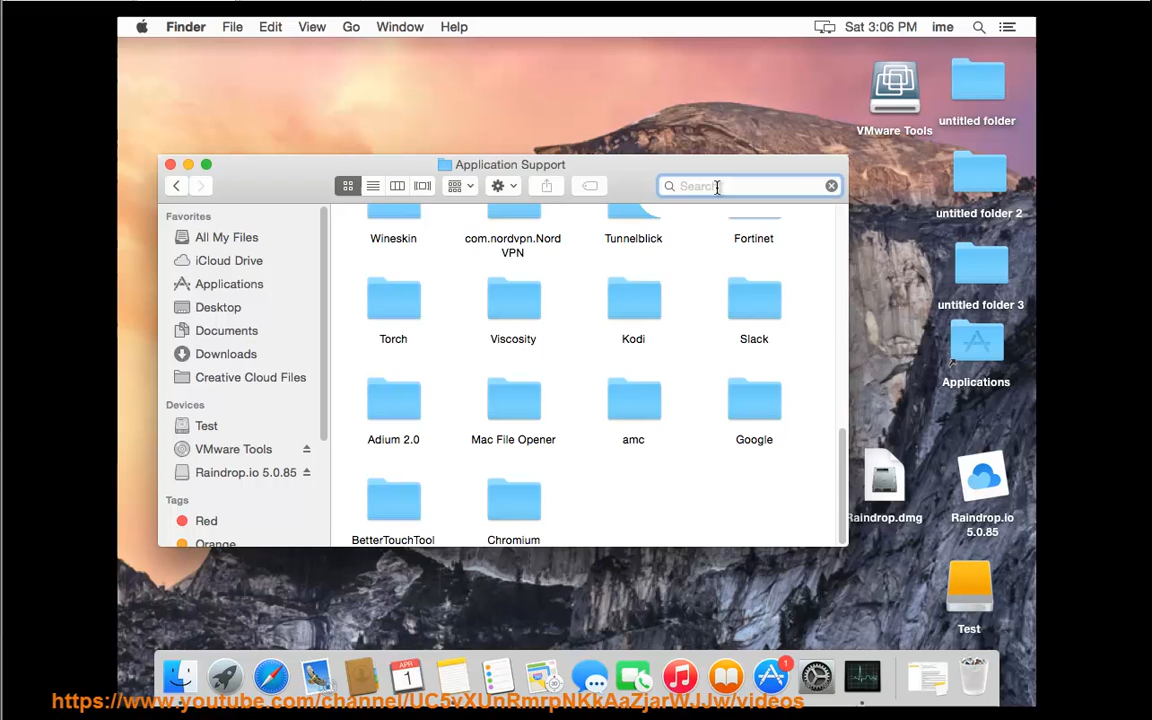 Finder File Edit View Go Window Help Sat 3:06 PM ime
VMware Tools
untitled folder
untitled folder 2
untitled folder 3
Applications
Raindrop.dmg
Raindrop.io
5.0.85
Test
Application Support
Search
Favorites
All My Files
iCloud Drive
Applications
Desktop
Documents
Downloads
Creative Cloud Files
Devices
Test
VMware Tools
Raindrop.io 5.0.85
Tags
Red
Orange
Wineskin
com.nordvpn.Nord
VPN
Tunnelblick
Fortinet
Torch
Viscosity
Kodi
Slack
Adium 2.0
Mac File Opener
amc
Google
BetterTouchTool
Chromium
APR
1
1
https://www.youtube.com/channel/UC5vXUnRmrpNKkAaZjarWJJw/videos